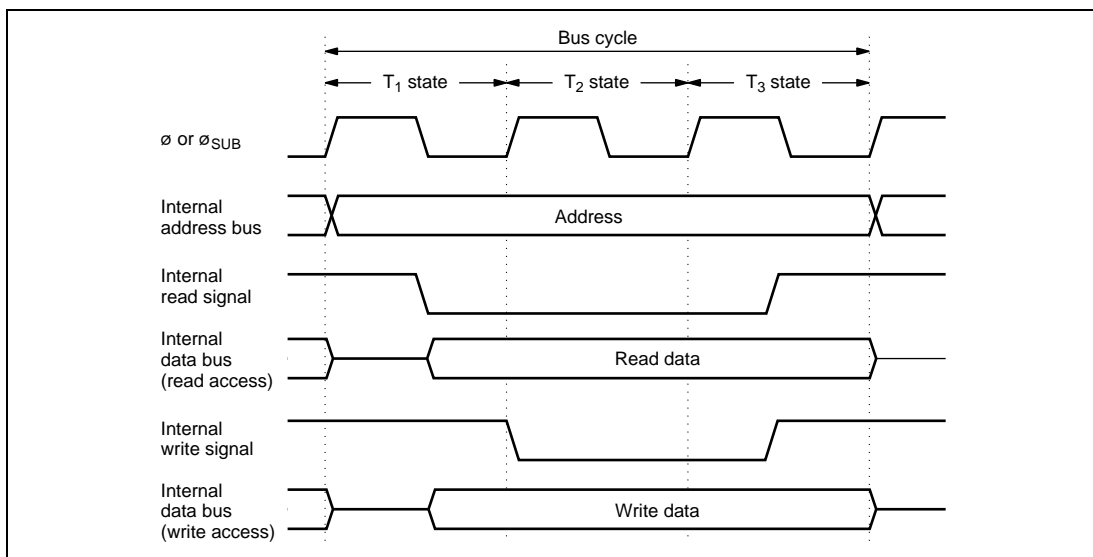 Bus cycle
T₁ state
T₂ state
T₃ state
ø or ø_SUB
Internal
address bus
Address
Internal
read signal
Internal
data bus
(read access)
Read data
Internal
write signal
Internal
data bus
(write access)
Write data